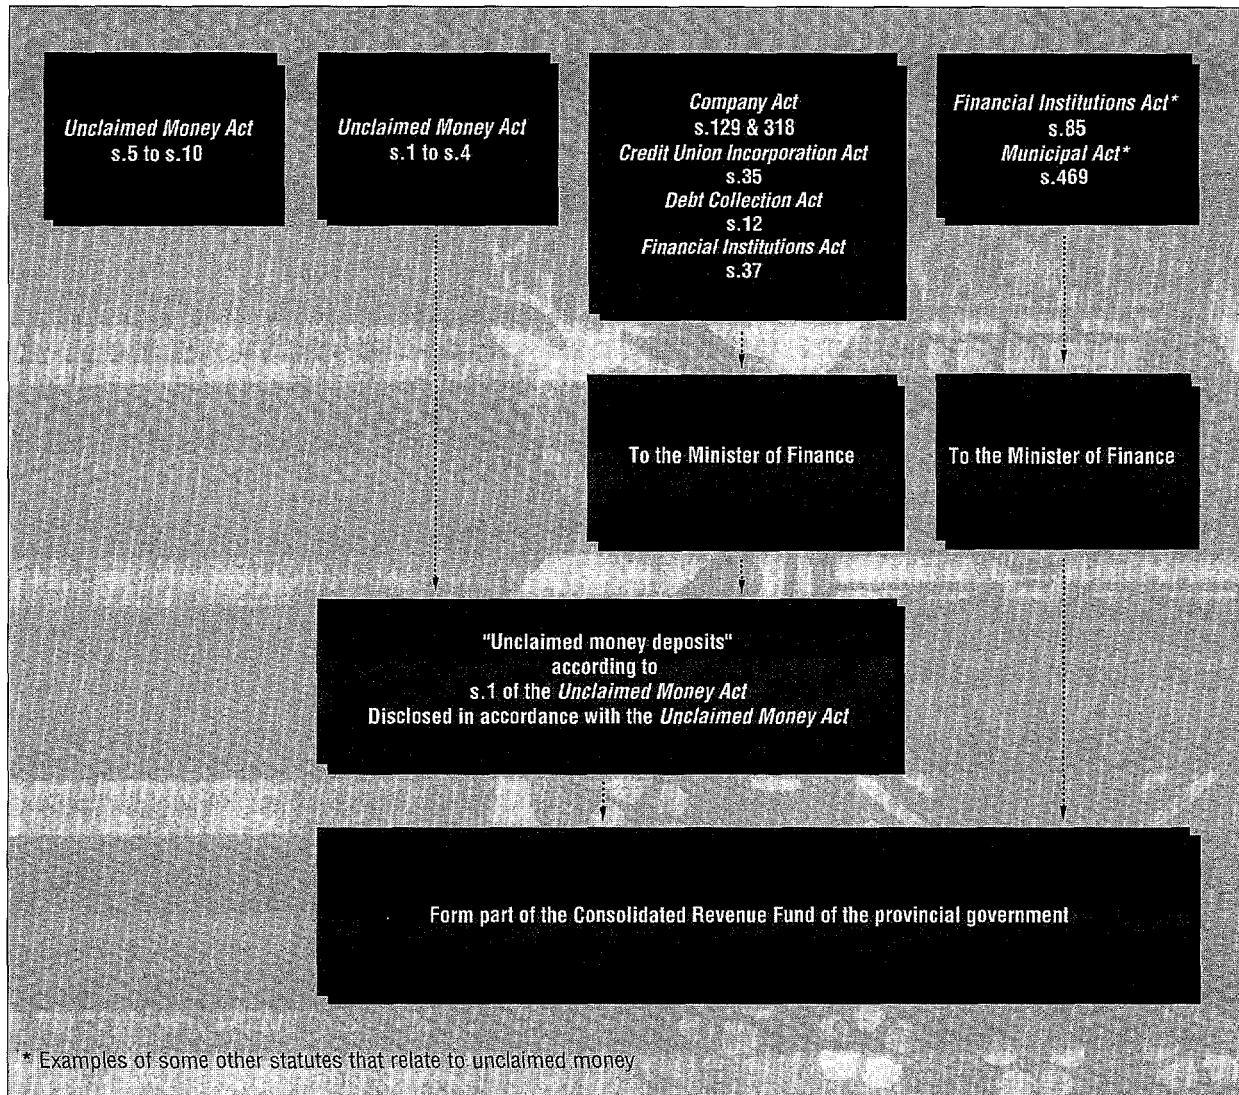 Unclaimed Money Act
s.5 to s.10
Unclaimed Money Act
s.1 to s.4
Company Act
s.129 & 318
Credit Union Incorporation Act
s.35
Debt Collection Act
s.12
Financial Institutions Act
s.37
Financial Institutions Act*
s.85
Municipal Act*
s.469
To the Minister of Finance
To the Minister of Finance
"Unclaimed money deposits"
according to
s.1 of the Unclaimed Money Act
Disclosed in accordance with the Unclaimed Money Act
Form part of the Consolidated Revenue Fund of the provincial government
* Examples of some other statutes that relate to unclaimed money